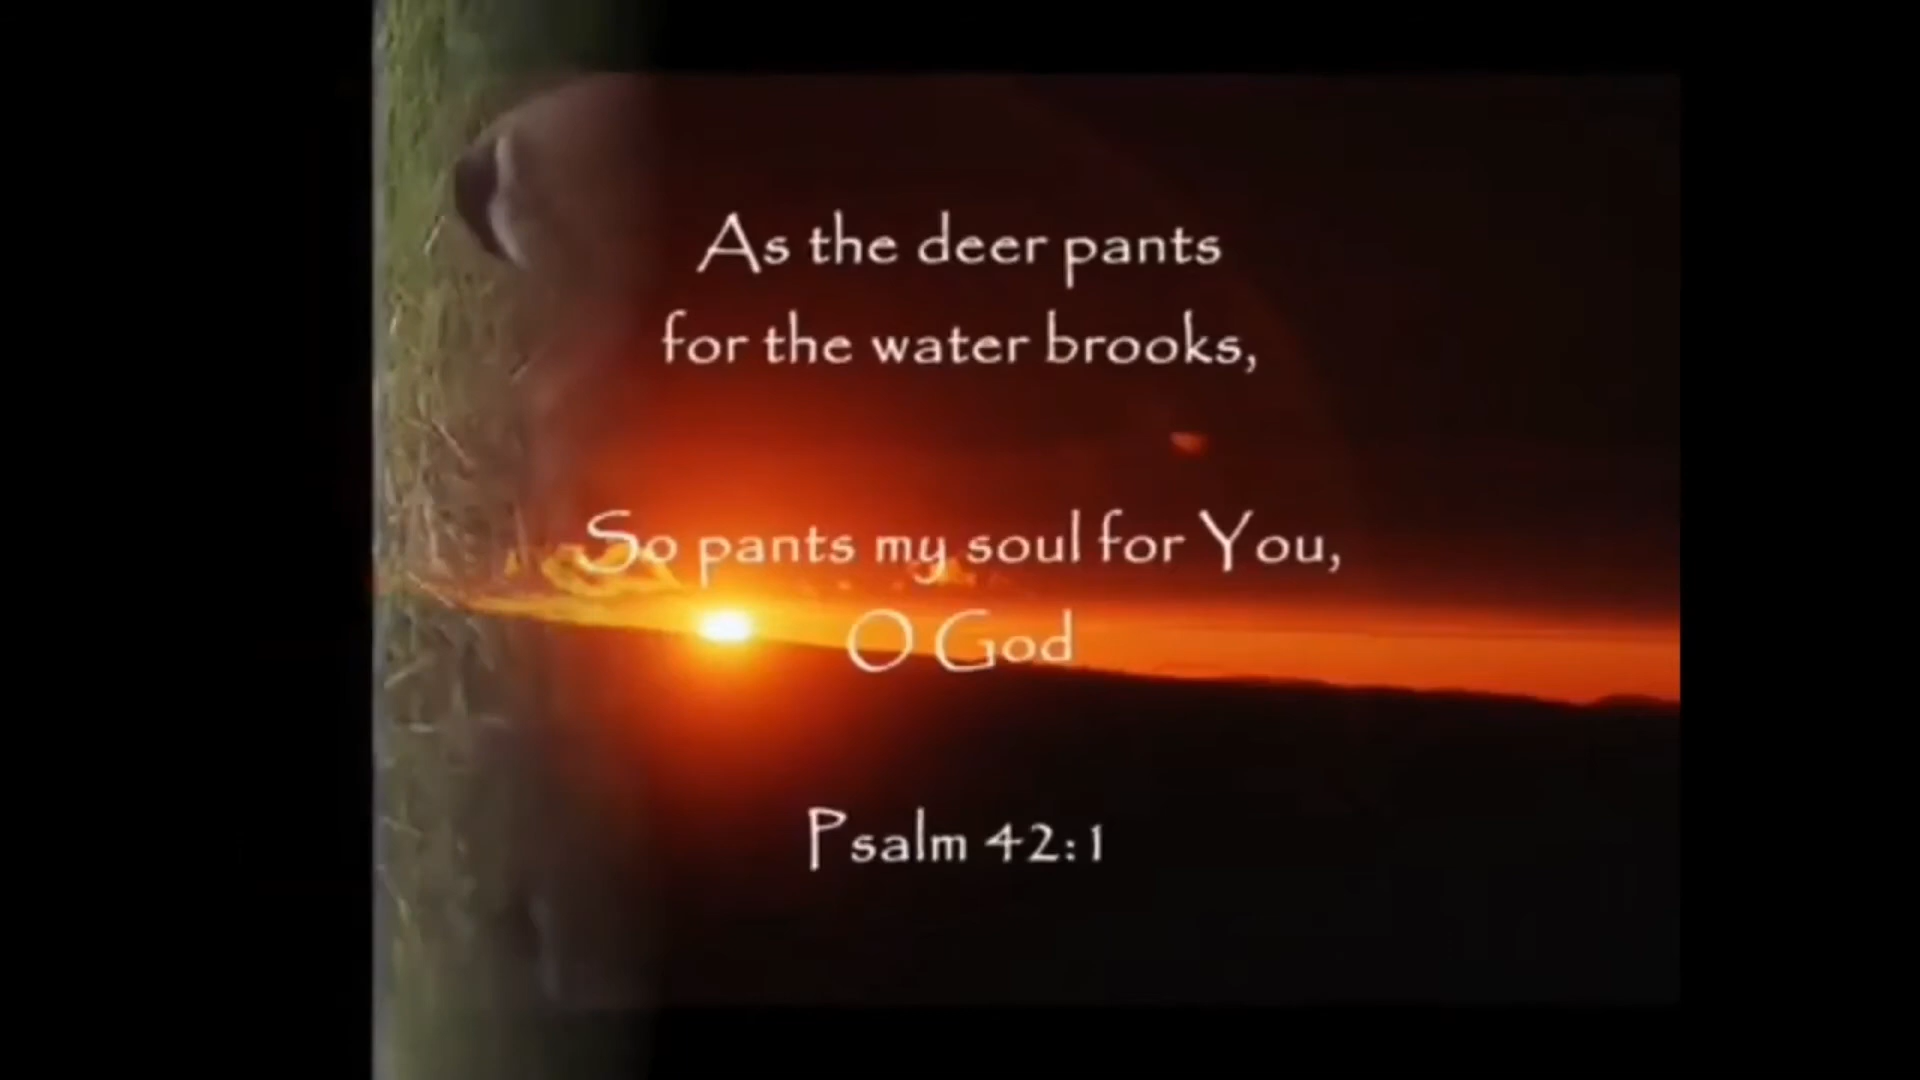 As the deer pants
for the water brooks,
So pants my soul for You,
O God
Psalm 42:1